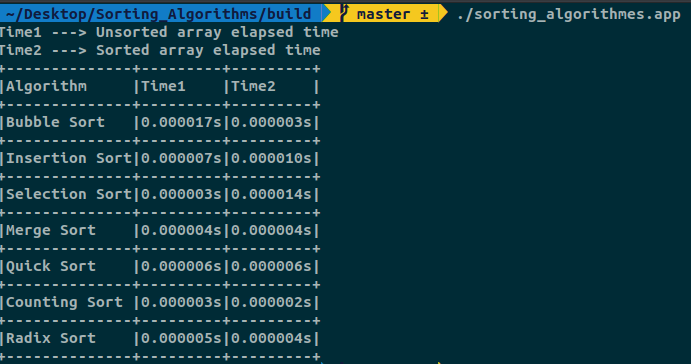 ~/Desktop/Sorting_Algorithms/build master ± ./sorting_algorithmes.app
Time1 ---> Unsorted array elapsed time
Time2 ---> Sorted array elapsed time
+--------------+---------+---------+
|Algorithm     |Time1    |Time2    |
+--------------+---------+---------+
|Bubble Sort   |0.000017s|0.000003s|
+--------------+---------+---------+
|Insertion Sort|0.000007s|0.000010s|
+--------------+---------+---------+
|Selection Sort|0.000003s|0.000014s|
+--------------+---------+---------+
|Merge Sort    |0.000004s|0.000004s|
+--------------+---------+---------+
|Quick Sort    |0.000006s|0.000006s|
+--------------+---------+---------+
|Counting Sort |0.000003s|0.000002s|
+--------------+---------+---------+
|Radix Sort    |0.000005s|0.000004s|
+--------------+---------+---------+